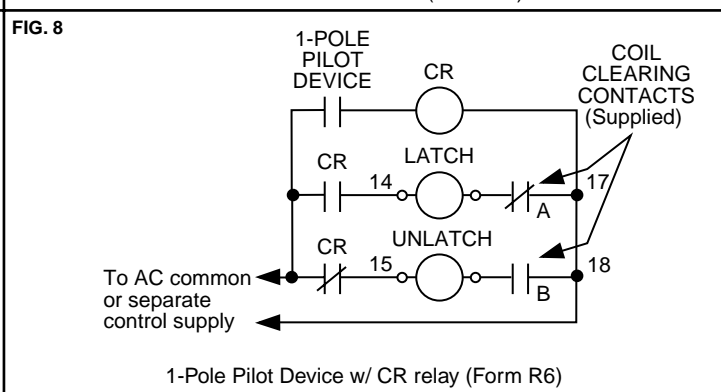 FIG. 8
1-POLE
PILOT
DEVICE
CR
COIL
CLEARING
CONTACTS
(Supplied)
CR
14
LATCH
A
17
CR
15
UNLATCH
B
18
To AC common
or separate
control supply
1-Pole Pilot Device w/ CR relay (Form R6)